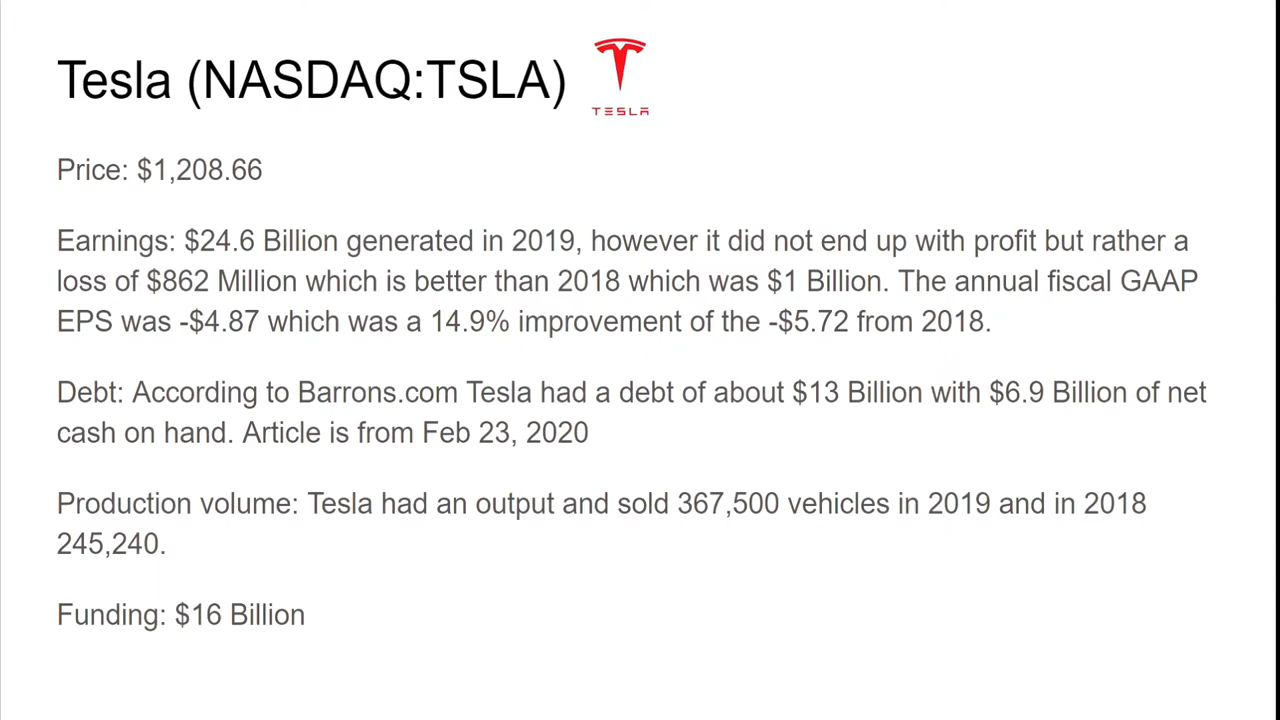 Tesla (NASDAQ:TSLA)
TESLA
Price: $1,208.66
Earnings: $24.6 Billion generated in 2019, however it did not end up with profit but rather a
loss of $862 Million which is better than 2018 which was $1 Billion. The annual fiscal GAAP
EPS was -$4.87 which was a 14.9% improvement of the -$5.72 from 2018.
Debt: According to Barrons.com Tesla had a debt of about $13 Billion with $6.9 Billion of net
cash on hand. Article is from Feb 23, 2020
Production volume: Tesla had an output and sold 367,500 vehicles in 2019 and in 2018
245,240.
Funding: $16 Billion